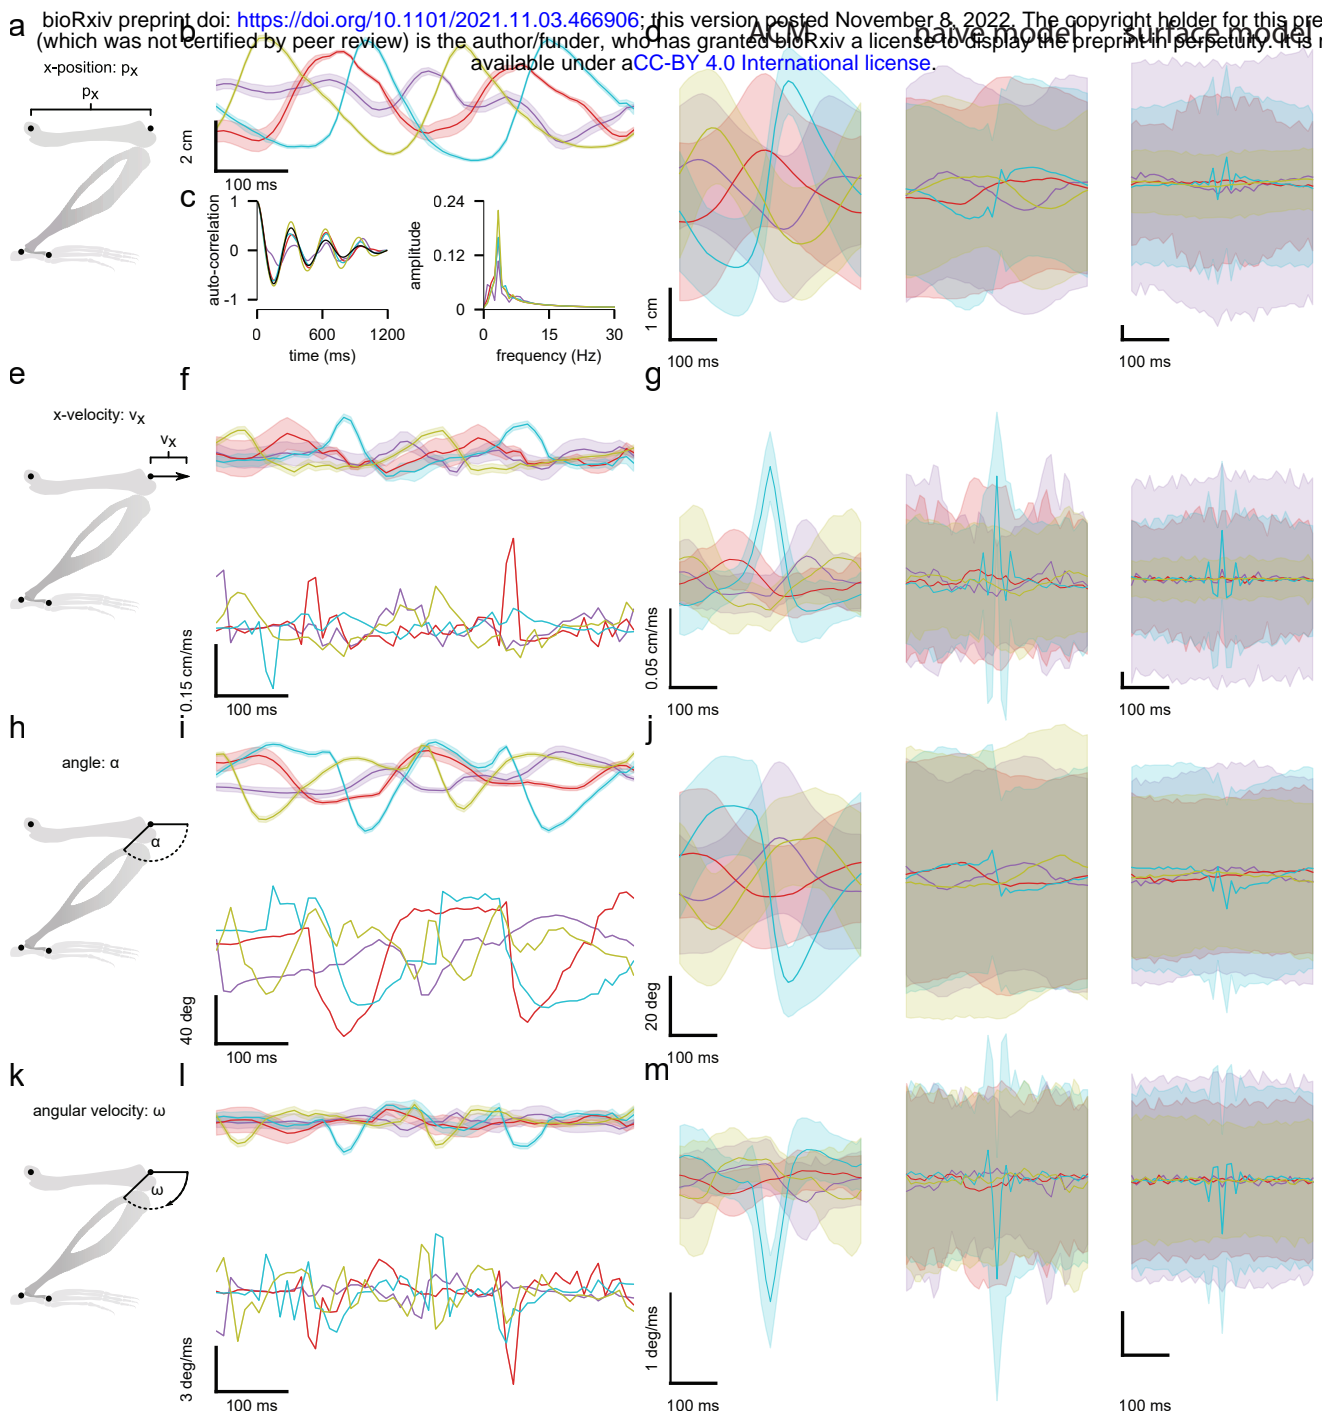 bioRxiv preprint doi: https://doi.org/10.1101/2021.11.03.466906; this version posted November 8, 2022. The copyright holder for this pre
(which was not certified by peer review) is the author/funder, who has granted bioRxiv a license to display the preprint in perpetuity. It is
available under aCC-BY 4.0 International license.
a
x-position: pX
pX
b
2 cm
100 ms
c
auto-correlation
1
0
-1
0
600
1200
time (ms)
amplitude
0.24
0.12
0
0
15
30
frequency (Hz)
d
ACM
naive model
surface model
1 cm
100 ms
100 ms
e
x-velocity: vX
vX
f
0.15 cm/ms
100 ms
g
0.05 cm/ms
100 ms
100 ms
h
angle: α
α
i
40 deg
100 ms
j
20 deg
100 ms
k
angular velocity: ω
ω
l
3 deg/ms
100 ms
m
1 deg/ms
100 ms
100 ms